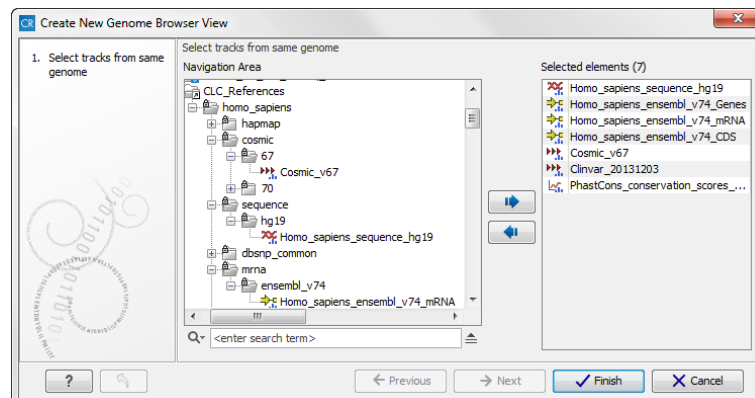 CR Create New Genome Browser View
1. Select tracks from same genome
Select tracks from same genome
Navigation Area
CLC_References
homo_sapiens
hapmap
cosmic
67
Cosmic_v67
70
sequence
hg19
Homo_sapiens_sequence_hg19
dbsnp_common
mrna
ensembl_v74
Homo_sapiens_ensembl_v74_mRNA
<enter search term>
Selected elements (7)
Homo_sapiens_sequence_hg19
Homo_sapiens_ensembl_v74_Genes
Homo_sapiens_ensembl_v74_mRNA
Homo_sapiens_ensembl_v74_CDS
Cosmic_v67
Clinvar_20131203
PhastCons_conservation_scores_...
?
Previous
Next
Finish
Cancel